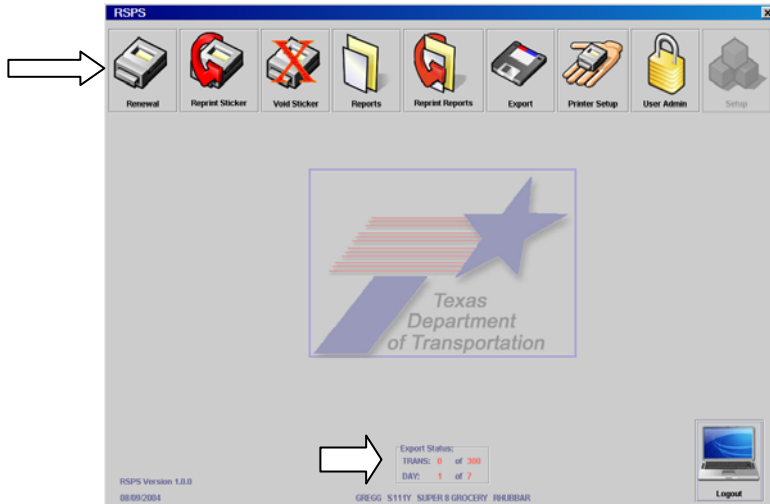 RSPS
Renewal
Reprint Sticker
Void Sticker
Reports
Reprint Reports
Export
Printer Setup
User Admin
Setup
Texas
Department
of Transportation
Export Status:
TRANS: 0 of 300
DAY: 1 of 7
RSPS Version 1.0.0
08/09/2004
GREGG S111Y SUPER 8 GROCERY RHUBBAR
Logout